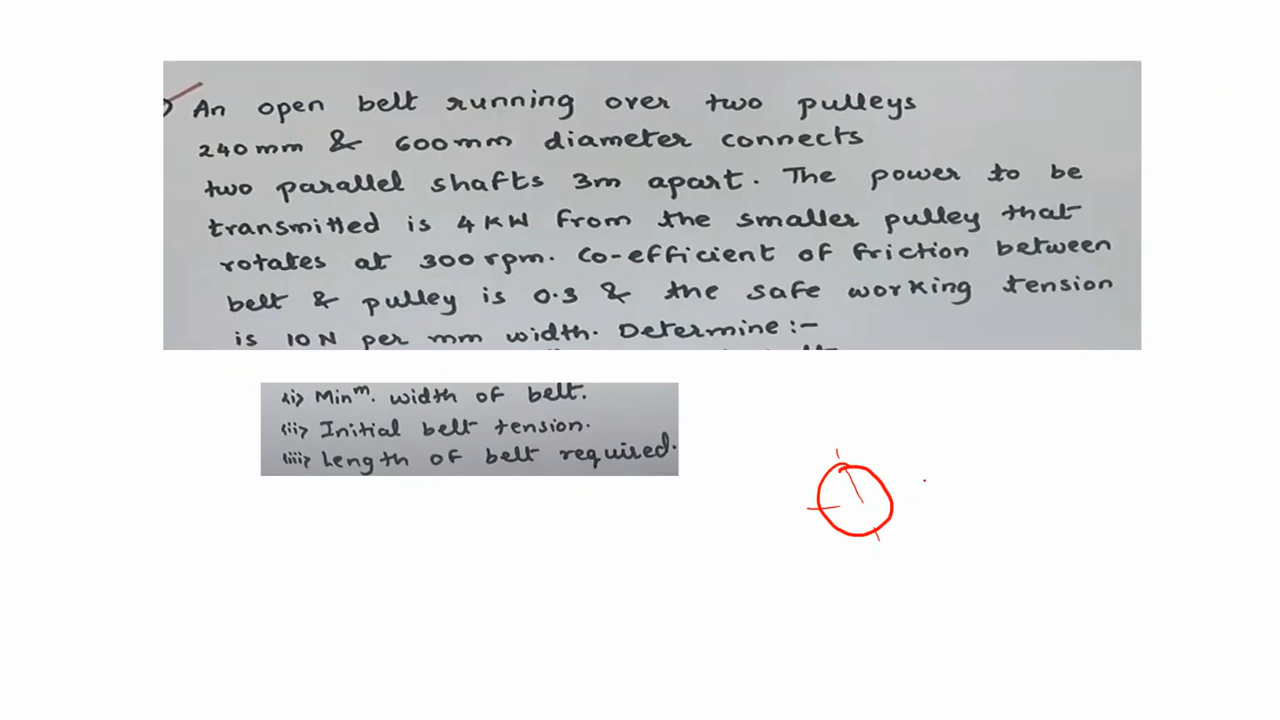 An open belt running over two pulleys
240mm & 600mm diameter connects
two parallel shafts 3m apart. The power to be
transmitted is 4 KW from the smaller pulley that
rotates at 300 rpm. Co-efficient of friction between
belt & pulley is 0.3 & the safe working tension
is 10 N per mm width. Determine :-
(i) Minᵐ. width of belt.
(ii) Initial belt tension.
(iii) Length of belt required.